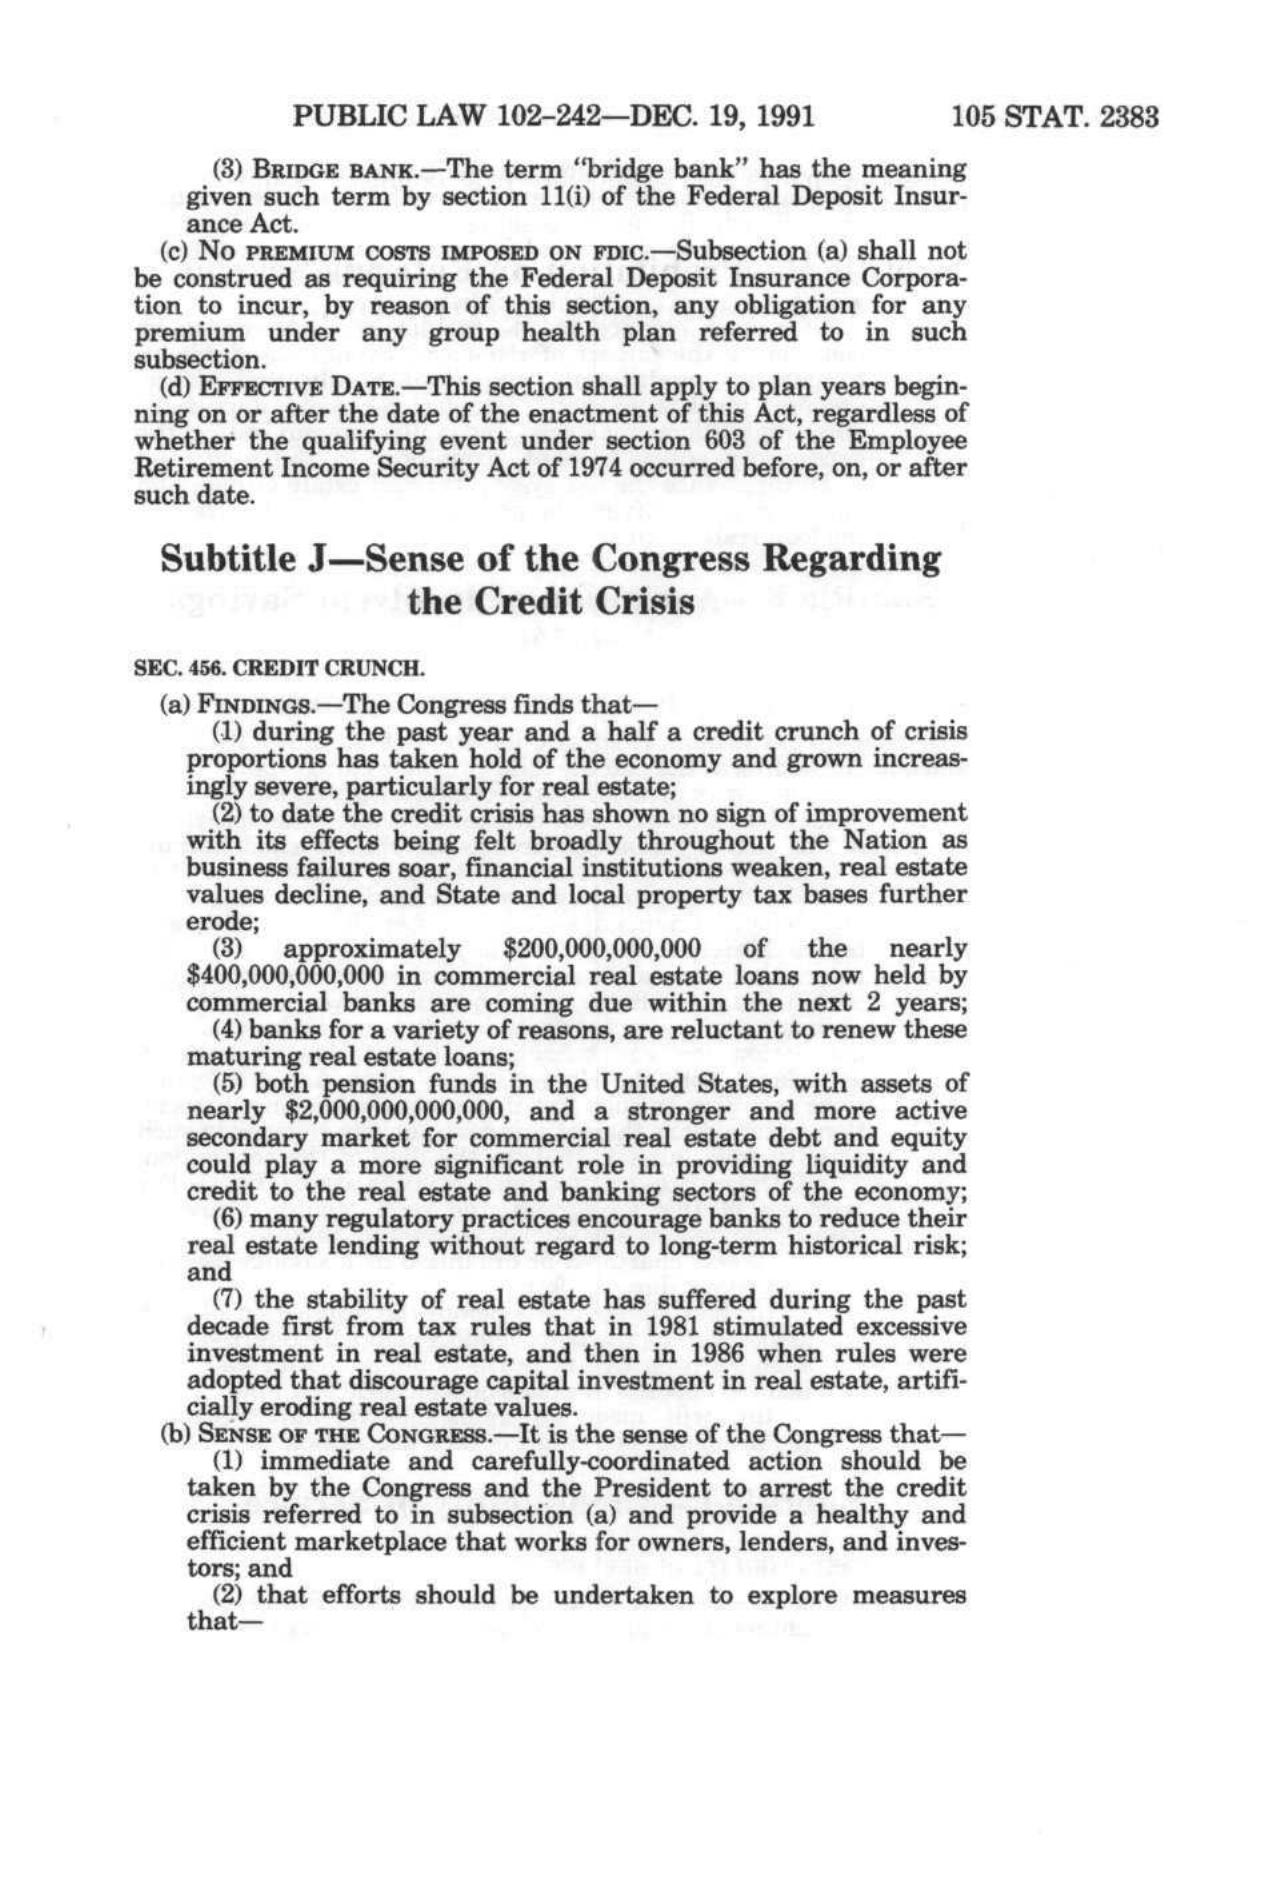 PUBLIC LAW 102-242—DEC. 19, 1991 105 STAT. 2383
(3) BRIDGE BANK.—The term “bridge bank” has the meaning
given such term by section 11(i) of the Federal Deposit Insur-
ance Act.
(c) NO PREMIUM COSTS IMPOSED ON FDIC.—Subsection (a) shall not
be construed as requiring the Federal Deposit Insurance Corpora-
tion to incur, by reason of this section, any obligation for any
premium under any group health plan referred to in such
subsection.
(d) EFFECTIVE DATE.—This section shall apply to plan years begin-
ning on or after the date of the enactment of this Act, regardless of
whether the qualifying event under section 603 of the Employee
Retirement Income Security Act of 1974 occurred before, on, or after
such date.
Subtitle J—Sense of the Congress Regarding
the Credit Crisis
SEC. 456. CREDIT CRUNCH.
(a) FINDINGS.—The Congress finds that—
(1) during the past year and a half a credit crunch of crisis
proportions has taken hold of the economy and grown increas-
ingly severe, particularly for real estate;
(2) to date the credit crisis has shown no sign of improvement
with its effects being felt broadly throughout the Nation as
business failures soar, financial institutions weaken, real estate
values decline, and State and local property tax bases further
erode;
(3) approximately $200,000,000,000 of the nearly
$400,000,000,000 in commercial real estate loans now held by
commercial banks are coming due within the next 2 years;
(4) banks for a variety of reasons, are reluctant to renew these
maturing real estate loans;
(5) both pension funds in the United States, with assets of
nearly $2,000,000,000,000, and a stronger and more active
secondary market for commercial real estate debt and equity
could play a more significant role in providing liquidity and
credit to the real estate and banking sectors of the economy;
(6) many regulatory practices encourage banks to reduce their
real estate lending without regard to long-term historical risk;
and
(7) the stability of real estate has suffered during the past
decade first from tax rules that in 1981 stimulated excessive
investment in real estate, and then in 1986 when rules were
adopted that discourage capital investment in real estate, artifi-
cially eroding real estate values.
(b) SENSE OF THE CONGRESS.—It is the sense of the Congress that—
(1) immediate and carefully-coordinated action should be
taken by the Congress and the President to arrest the credit
crisis referred to in subsection (a) and provide a healthy and
efficient marketplace that works for owners, lenders, and inves-
tors; and
(2) that efforts should be undertaken to explore measures
that—